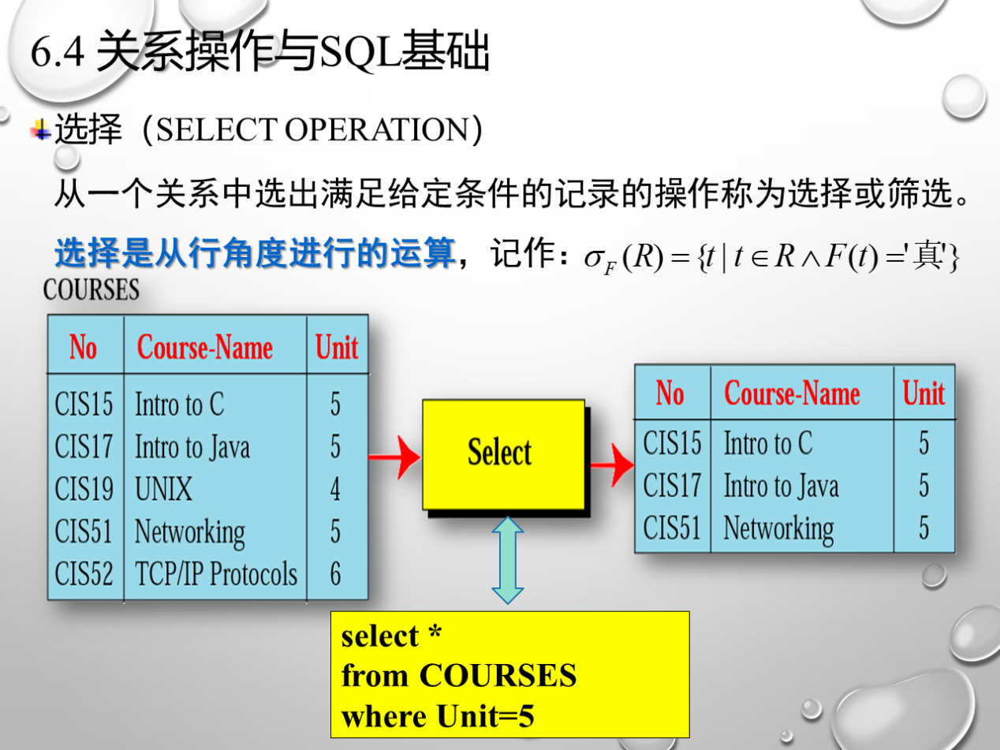 6.4 关系操作与SQL基础
选择（SELECT OPERATION）
从一个关系中选出满足给定条件的记录的操作称为选择或筛选。
选择是从行角度进行的运算，记作：σF (R) = {t | t ∈ R ∧ F(t) ='真'}
COURSES
No Course-Name Unit
CIS15 Intro to C 5
CIS17 Intro to Java 5
CIS19 UNIX 4
CIS51 Networking 5
CIS52 TCP/IP Protocols 6
Select
No Course-Name Unit
CIS15 Intro to C 5
CIS17 Intro to Java 5
CIS51 Networking 5
select *
from COURSES
where Unit=5